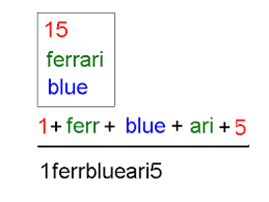 15
ferrari
blue
1+ ferr + blue + ari + 5
1ferrblueari5